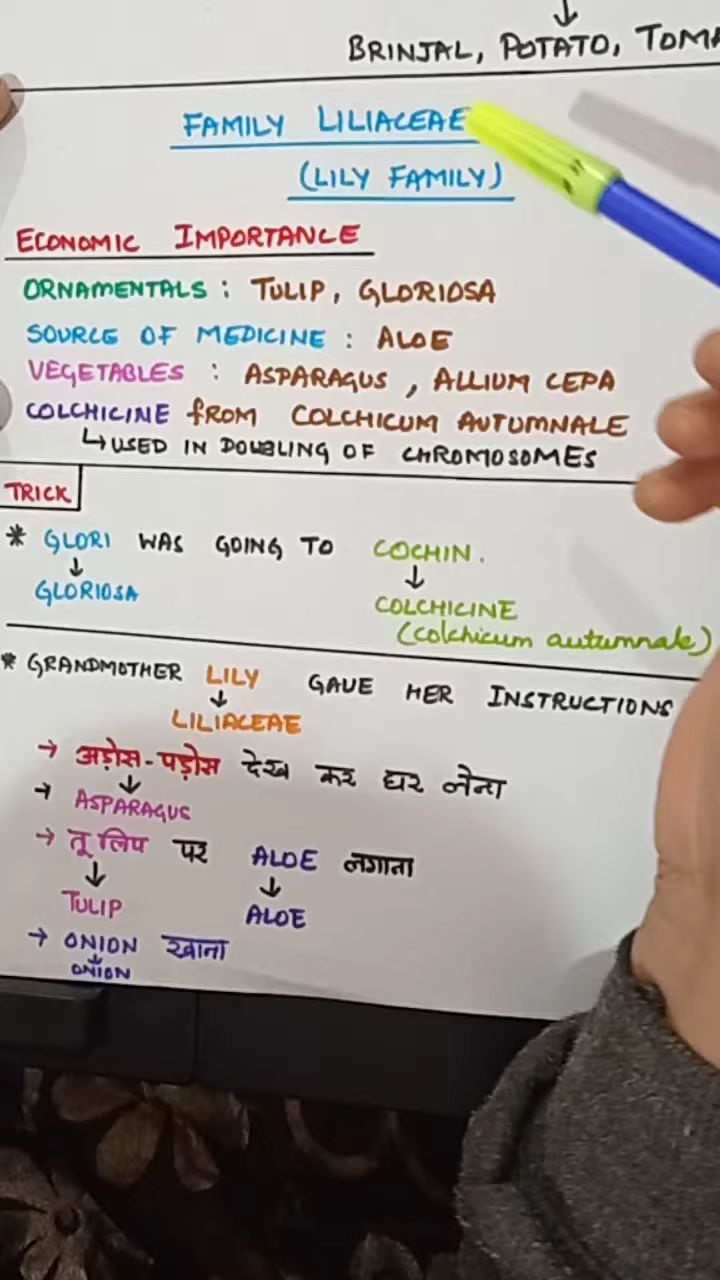 ↓
BRINJAL, POTATO, TOMA
FAMILY LILIACEAE
(LILY FAMILY)
ECONOMIC IMPORTANCE
ORNAMENTALS : TULIP, GLORIOSA
SOURCE OF MEDICINE : ALOE
VEGETABLES : ASPARAGUS , ALLIUM CEPA
COLCHICINE from COLCHICUM AUTUMNALE
↳ USED IN DOUBLING OF CHROMOSOMES
TRICK
* GLORI WAS GOING TO COCHIN.
↓ ↓
GLORIOSA COLCHICINE
(colchicum autumnale)
* GRANDMOTHER LILY GAVE HER INSTRUCTIONS
↓
LILIACEAE
→ अड़ोस-पड़ोस देख कर घर लेना
↓
→ ASPARAGUS
→ तू लिप पर ALOE लगाना
↓ ↓
TULIP ALOE
→ ONION खाना
↓
ONION